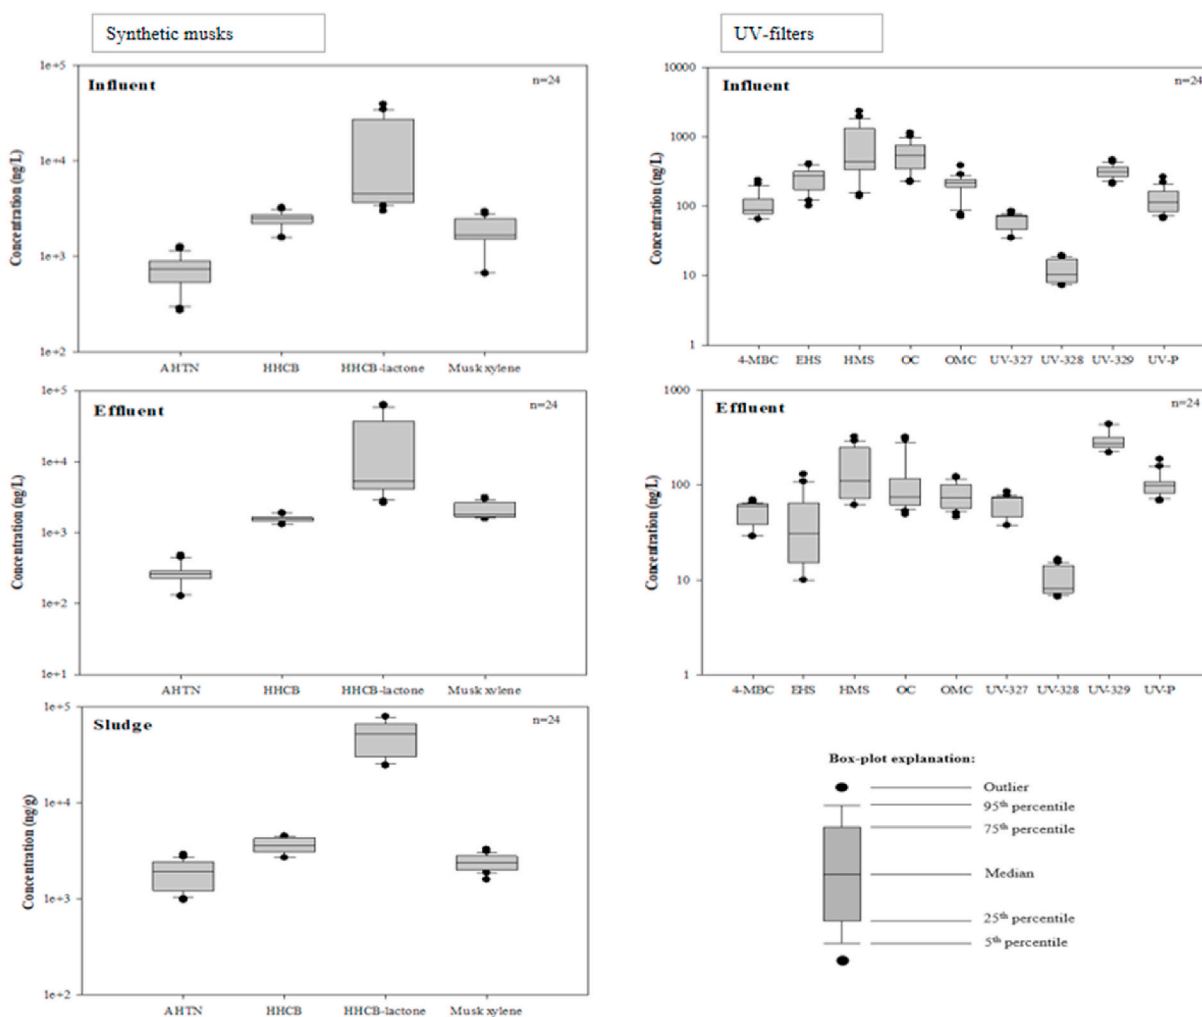 Synthetic musks
UV-filters
Influent
n=24
Concentration (ng/L)
1e+5
1e+4
1e+3
1e+2
AHTN HHCB HHCB-lactone Musk xylene
Influent
n=24
Concentration (ng/L)
10000
1000
100
10
1
4-MBC EHS HMS OC OMC UV-327 UV-328 UV-329 UV-P
Effluent
n=24
Concentration (ng/L)
1e+5
1e+4
1e+3
1e+2
1e+1
AHTN HHCB HHCB-lactone Musk xylene
Effluent
n=24
Concentration (ng/L)
1000
100
10
1
4-MBC EHS HMS OC OMC UV-327 UV-328 UV-329 UV-P
Sludge
n=24
Concentration (ng/g)
1e+5
1e+4
1e+3
1e+2
AHTN HHCB HHCB-lactone Musk xylene
Box-plot explanation:
Outlier
95th percentile
75th percentile
Median
25th percentile
5th percentile